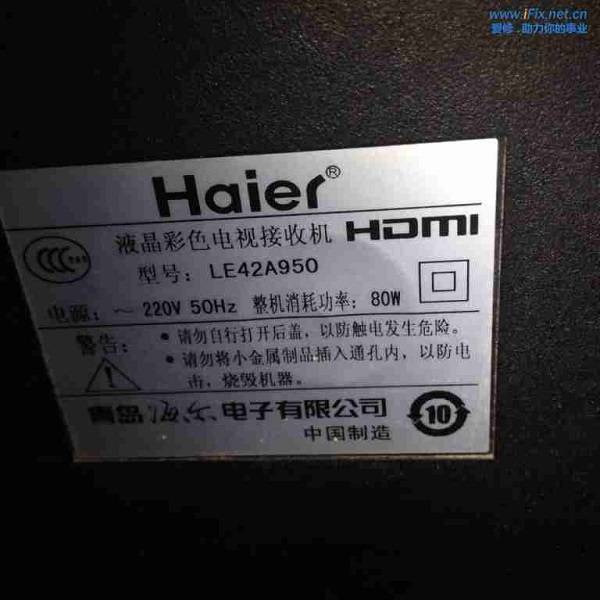 www.iFix.net.cn
爱修．助力你的事业
Haier®
液晶彩色电视接收机 HDMI
型号： LE42A950
电源： ～ 220V 50Hz 整机消耗功率： 80W
警告： • 请勿自行打开后盖，以防触电发生危险。
• 请勿将小金属制品插入通孔内，以防电
击，烧毁机器。
青岛 电子有限公司
中国制造
10